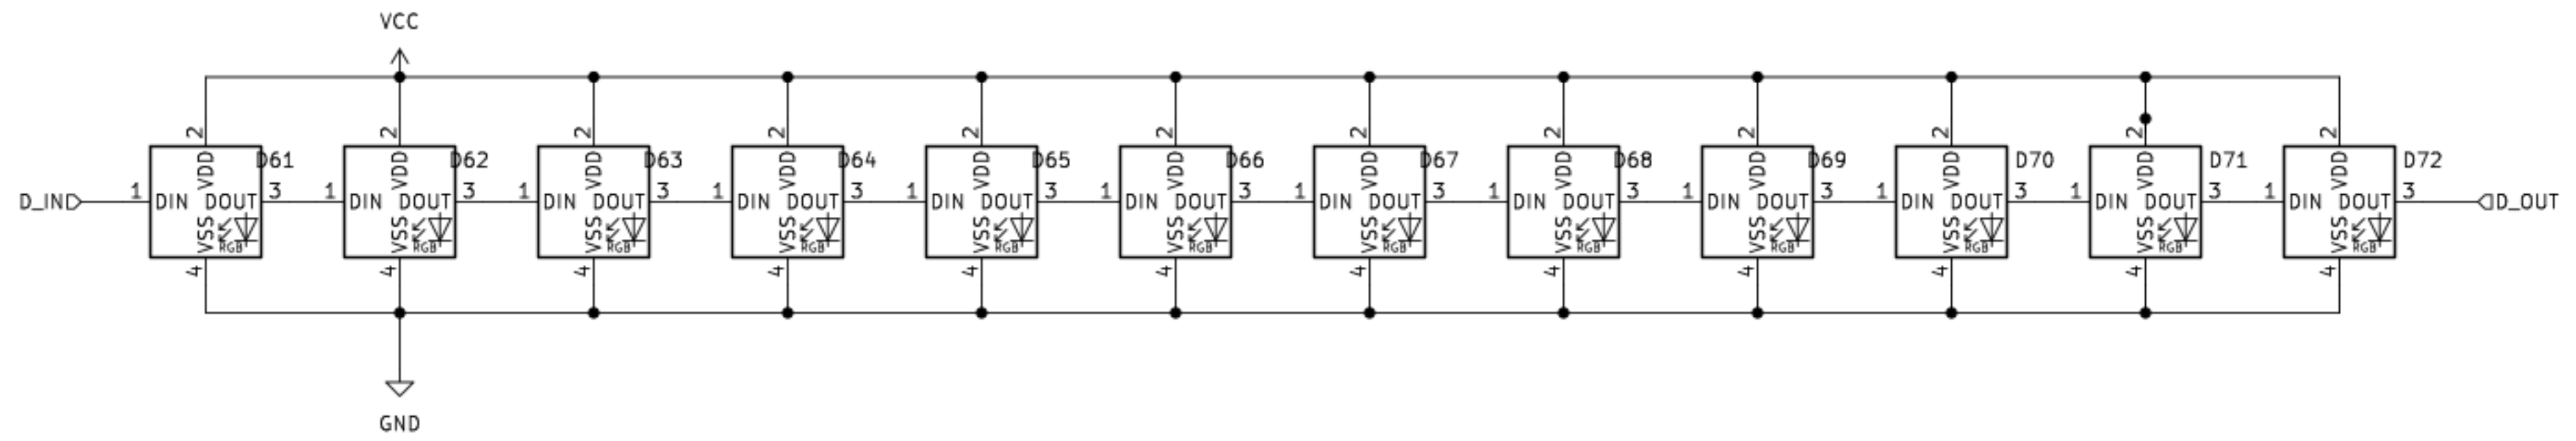 VCC
2 2 2 2 2 2 2 2 2 2 2 2
D61 D62 D63 D64 D65 D66 D67 D68 D69 D70 D71 D72
VDD VDD VDD VDD VDD VDD VDD VDD VDD VDD VDD VDD
D_IN 1 DIN DOUT 3 1 DIN DOUT 3 1 DIN DOUT 3 1 DIN DOUT 3 1 DIN DOUT 3 1 DIN DOUT 3 1 DIN DOUT 3 1 DIN DOUT 3 1 DIN DOUT 3 1 DIN DOUT 3 1 DIN DOUT 3 1 DIN DOUT 3 D_OUT
VSS RGB VSS RGB VSS RGB VSS RGB VSS RGB VSS RGB VSS RGB VSS RGB VSS RGB VSS RGB VSS RGB VSS RGB
4 4 4 4 4 4 4 4 4 4 4 4
GND